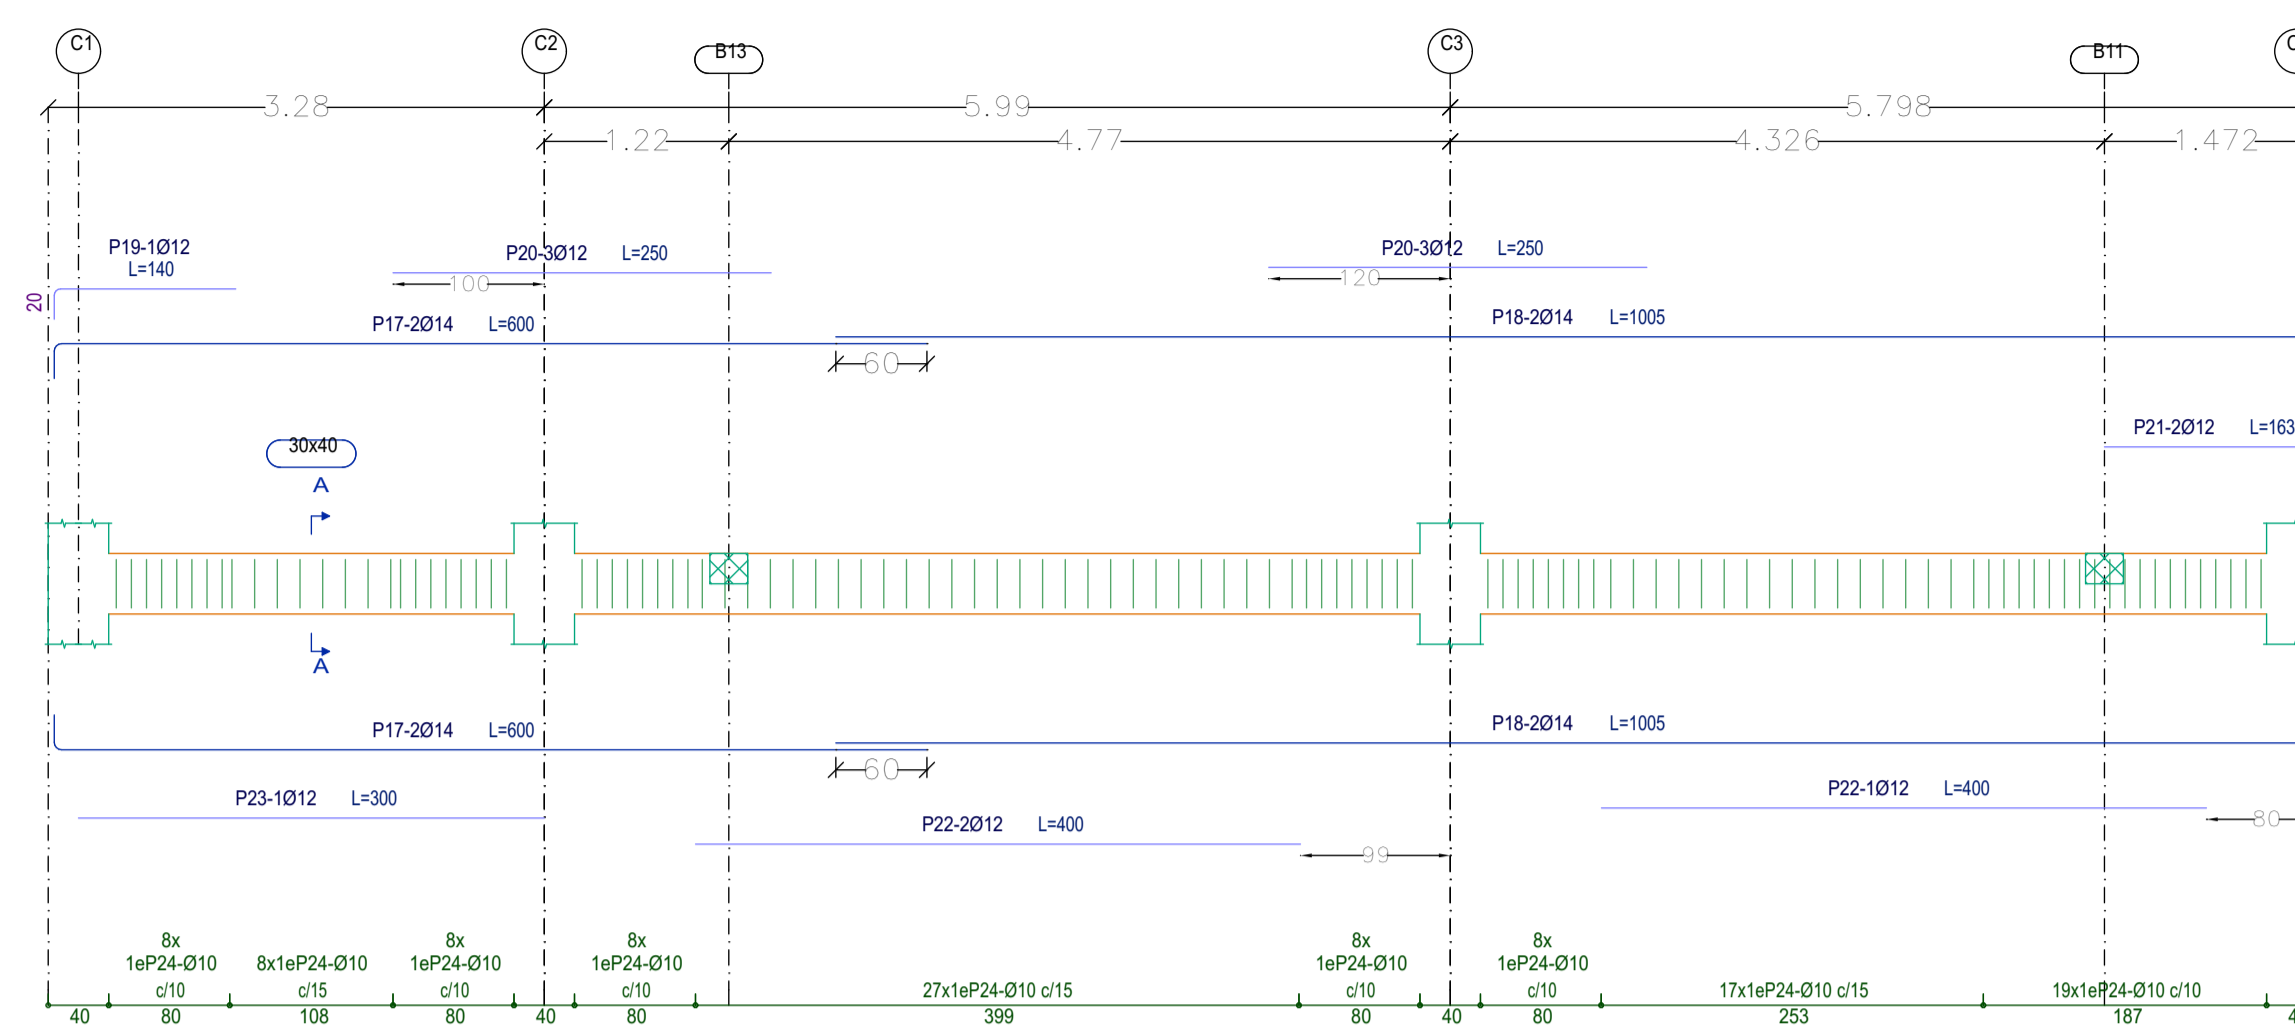 C1
C2
B13
C3
B11
C
3.28
5.99
5.798
1.22
4.77
4.326
1.472
P19-1Ø12
L=140
P20-3Ø12 L=250
P20-3Ø12 L=250
100
120
20
P17-2Ø14 L=600
P18-2Ø14 L=1005
60
P21-2Ø12 L=163
30x40
A
A
P17-2Ø14 L=600
P18-2Ø14 L=1005
60
P23-1Ø12 L=300
P22-1Ø12 L=400
80
P22-2Ø12 L=400
99
8x
1eP24-Ø10
c/10
8x1eP24-Ø10
c/15
8x
1eP24-Ø10
c/10
8x
1eP24-Ø10
c/10
27x1eP24-Ø10 c/15
8x
1eP24-Ø10
c/10
8x
1eP24-Ø10
c/10
17x1eP24-Ø10 c/15
19x1eP24-Ø10 c/10
40 80 108 80 40 80 399 80 40 80 253 187 4